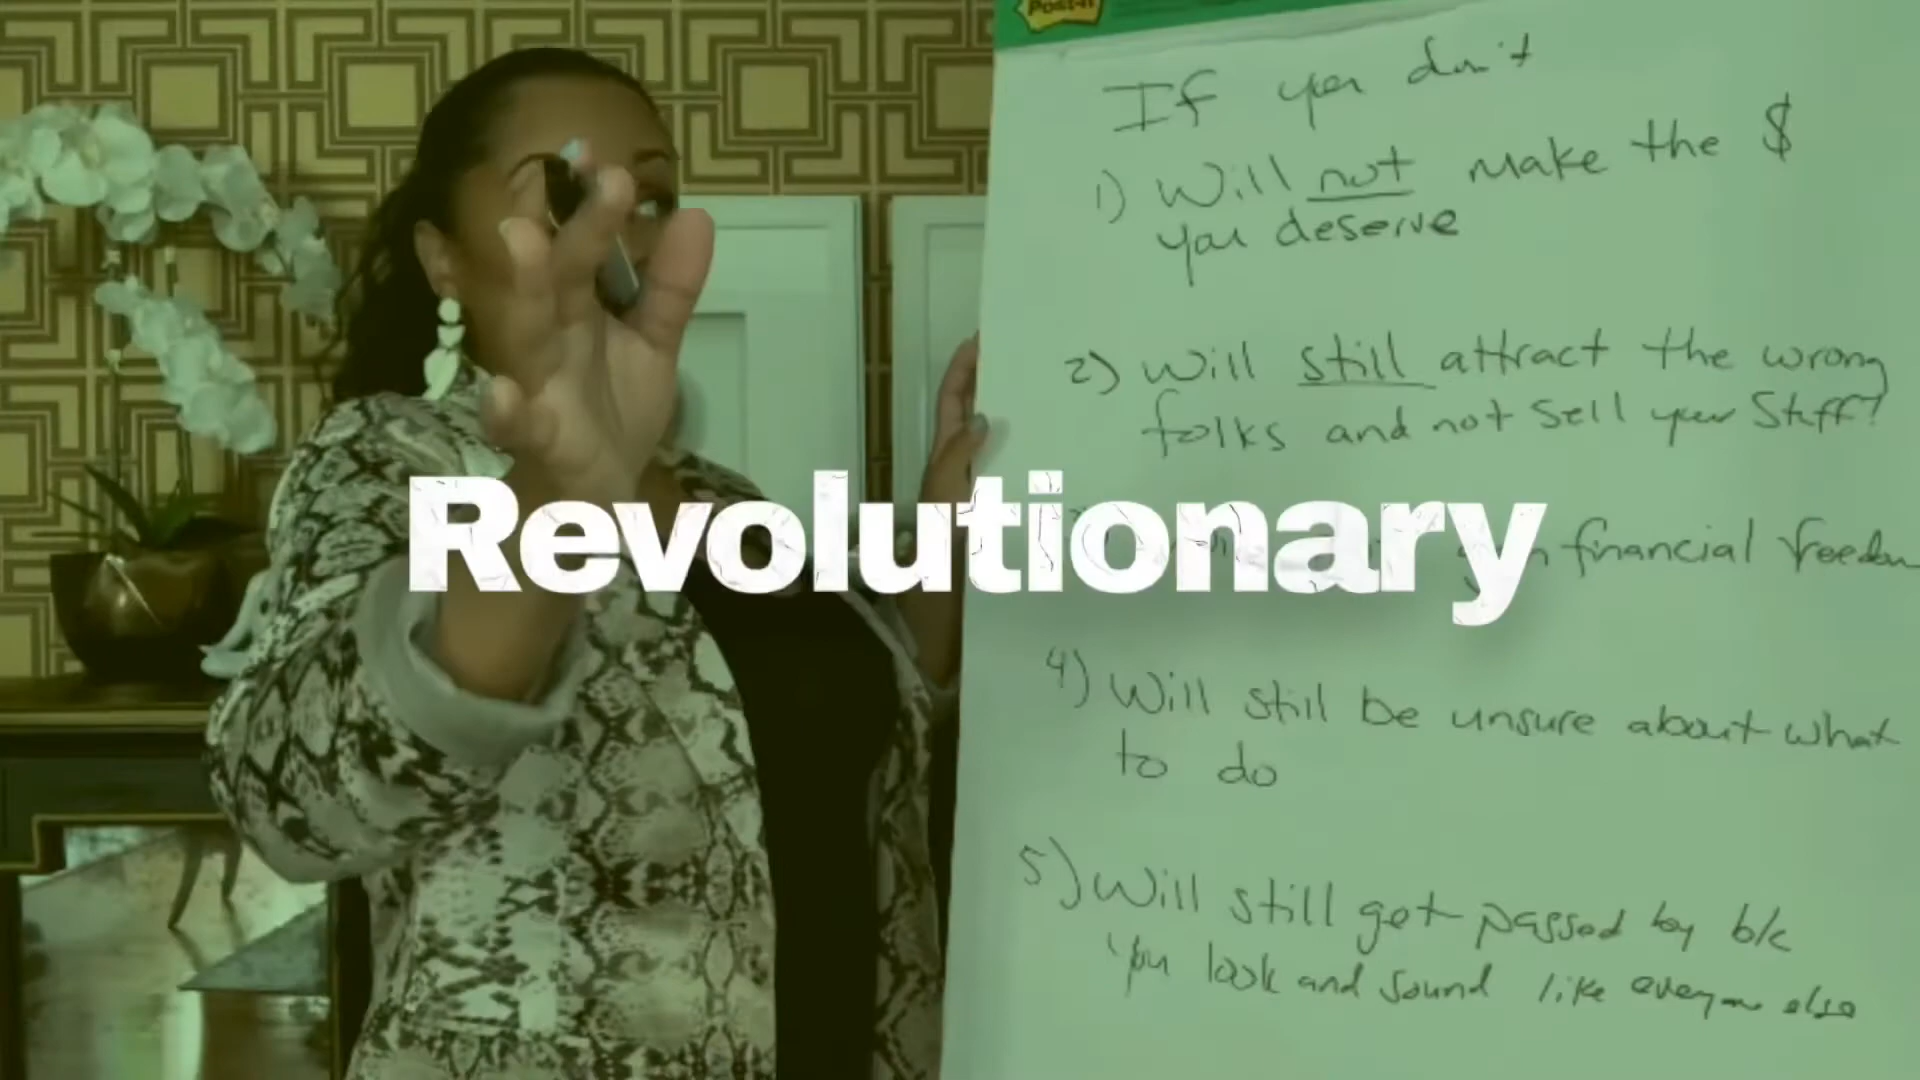 Post-it
If you don't
1) Will not make the $
you deserve
2) Will still attract the wrong
folks and not sell your stuff!
Revolutionary
financial freedom
4) Will still be unsure about what
to do
5) Will still get passed by b/c
you look and sound like everyone else